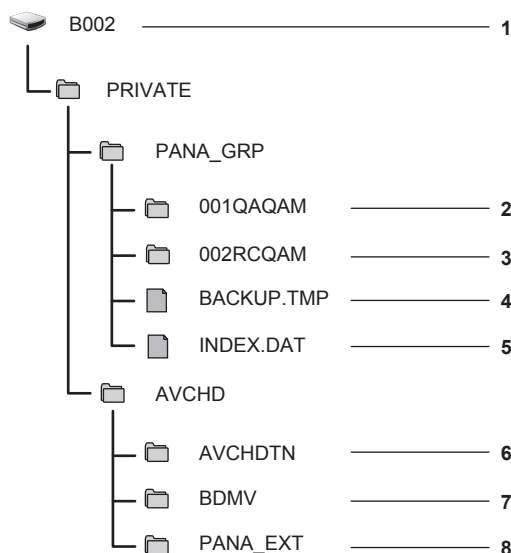 B002 1
PRIVATE
PANA_GRP
001QAQAM 2
002RCQAM 3
BACKUP.TMP 4
INDEX.DAT 5
AVCHD
AVCHDTN 6
BDMV 7
PANA_EXT 8